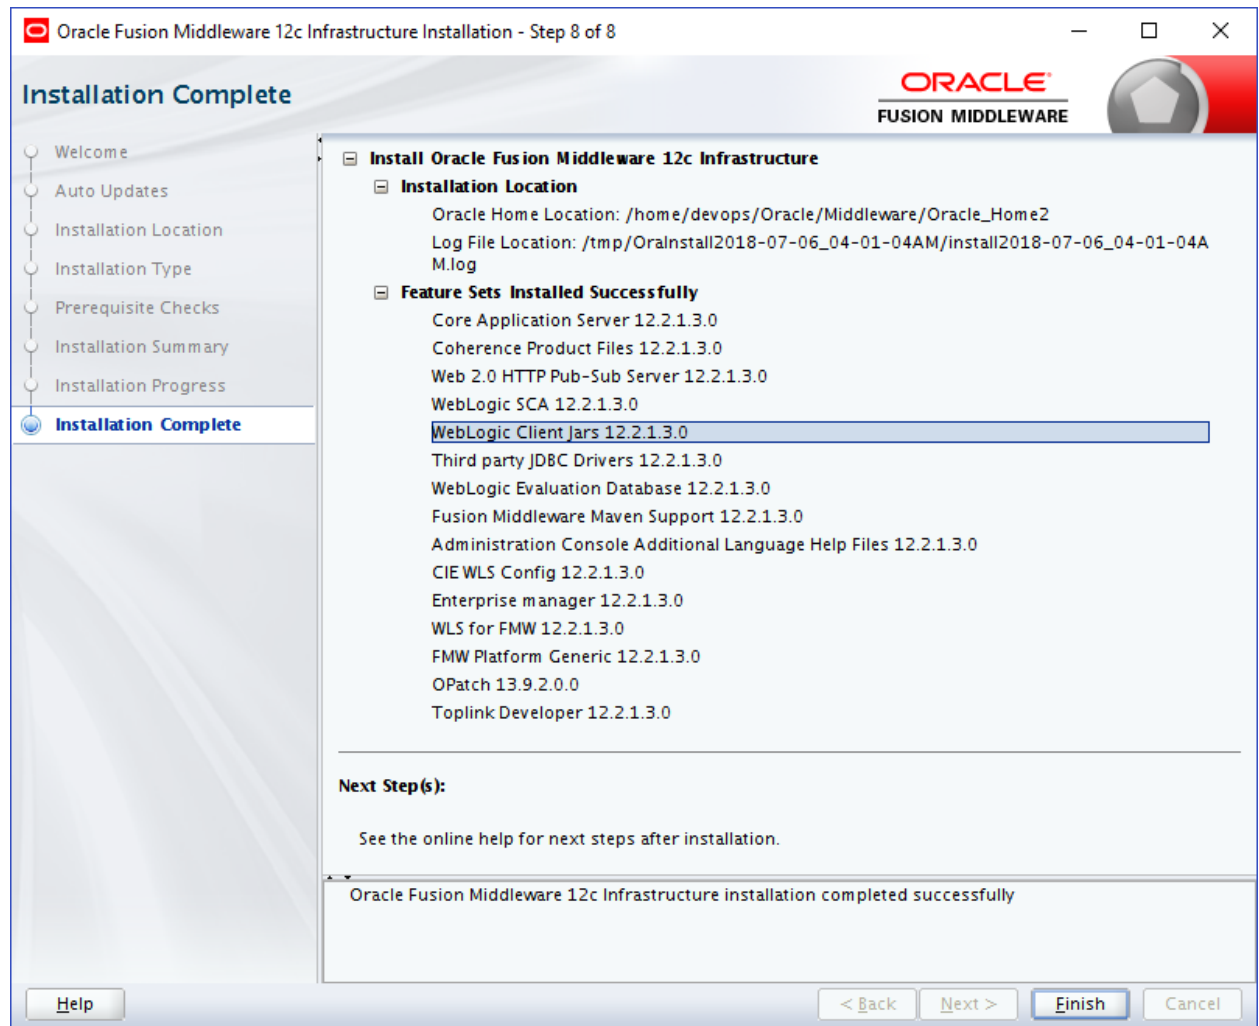 Oracle Fusion Middleware 12c Infrastructure Installation - Step 8 of 8
Installation Complete
ORACLE
FUSION MIDDLEWARE
Welcome
Auto Updates
Installation Location
Installation Type
Prerequisite Checks
Installation Summary
Installation Progress
Installation Complete
Install Oracle Fusion Middleware 12c Infrastructure
Installation Location
Oracle Home Location: /home/devops/Oracle/Middleware/Oracle_Home2
Log File Location: /tmp/OraInstall2018-07-06_04-01-04AM/install2018-07-06_04-01-04A
M.log
Feature Sets Installed Successfully
Core Application Server 12.2.1.3.0
Coherence Product Files 12.2.1.3.0
Web 2.0 HTTP Pub-Sub Server 12.2.1.3.0
WebLogic SCA 12.2.1.3.0
WebLogic Client Jars 12.2.1.3.0
Third party JDBC Drivers 12.2.1.3.0
WebLogic Evaluation Database 12.2.1.3.0
Fusion Middleware Maven Support 12.2.1.3.0
Administration Console Additional Language Help Files 12.2.1.3.0
CIE WLS Config 12.2.1.3.0
Enterprise manager 12.2.1.3.0
WLS for FMW 12.2.1.3.0
FMW Platform Generic 12.2.1.3.0
OPatch 13.9.2.0.0
Toplink Developer 12.2.1.3.0
Next Step(s):
See the online help for next steps after installation.
Oracle Fusion Middleware 12c Infrastructure installation completed successfully
Help
< Back
Next >
Finish
Cancel